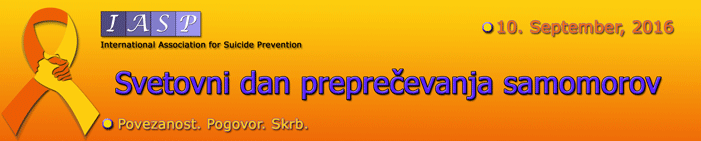 IASP
10. September, 2016
International Association for Suicide Prevention
Svetovni dan preprečevanja samomorov
Povezanost. Pogovor. Skrb.